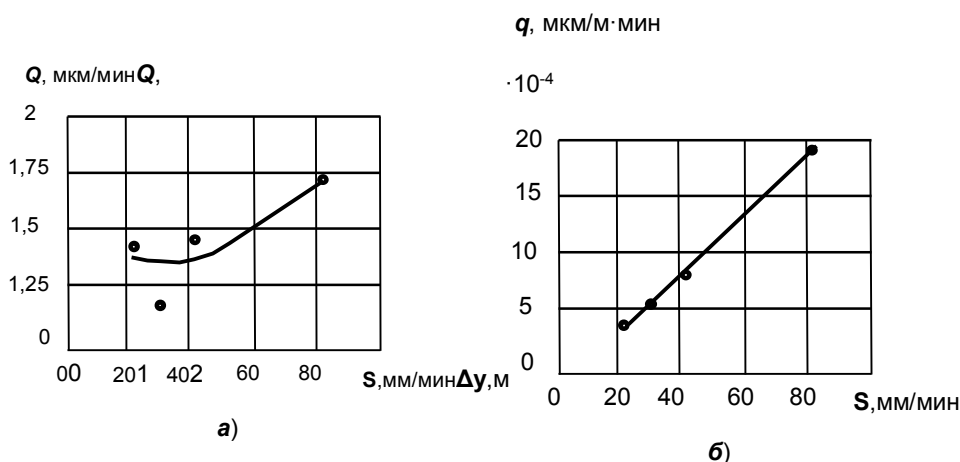 Q, мкм/минQ,
2
1,75
1,5
1,25
0
00 201 402 60 80 S,мм/минΔy,м
а)
q, мкм/м·мин
·10-4
20
15
10
5
0
0 20 40 60 80 S,мм/мин
б)